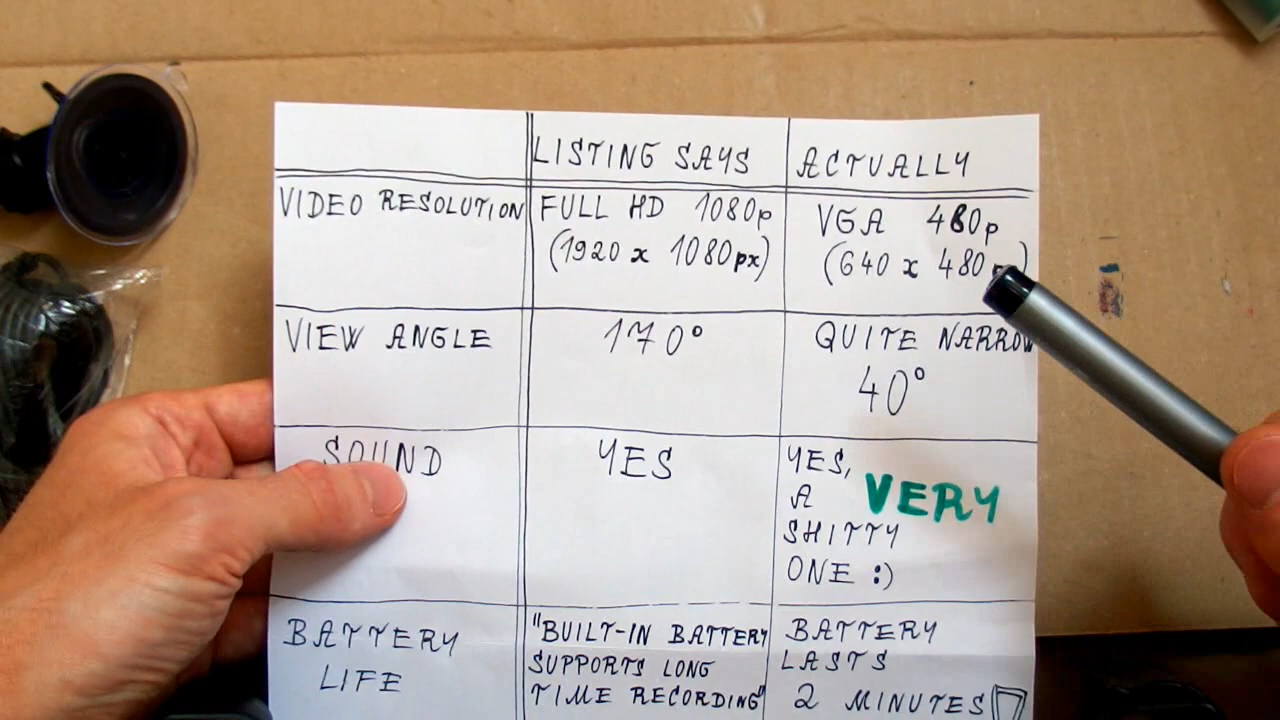 LISTING SAYS
ACTUALLY
VIDEO RESOLUTION
FULL HD 1080p
(1920 x 1080px)
VGA 480p
(640 x 480
VIEW ANGLE
170°
QUITE NARROW
40°
SOUND
YES
YES,
A VERY
SHITTY
ONE :)
BATTERY
LIFE
"BUILT-IN BATTERY
SUPPORTS LONG
TIME RECORDING"
BATTERY
LASTS
2 MINUTES